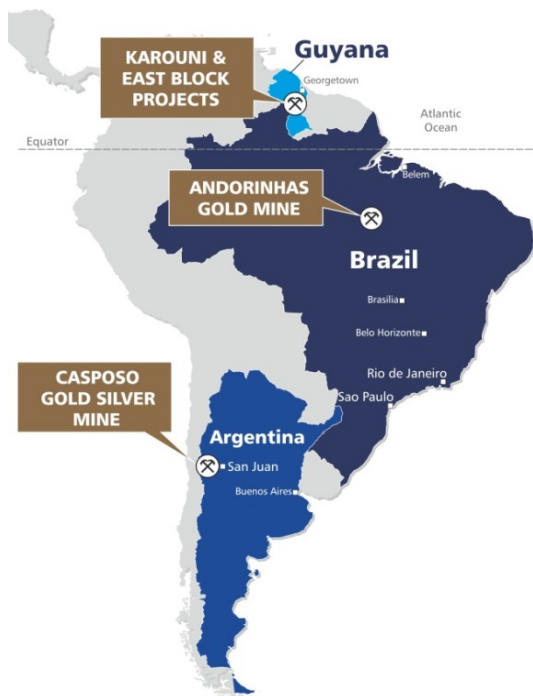 KAROUNI &
EAST BLOCK
PROJECTS
Guyana
Georgetown
Atlantic
Ocean
Equator
Belem
ANDORINHAS
GOLD MINE
Brazil
Brasilia
Belo Horizonte
Rio de Janeiro
Sao Paulo
CASPOSO
GOLD SILVER
MINE
Argentina
San Juan
Buenos Aires